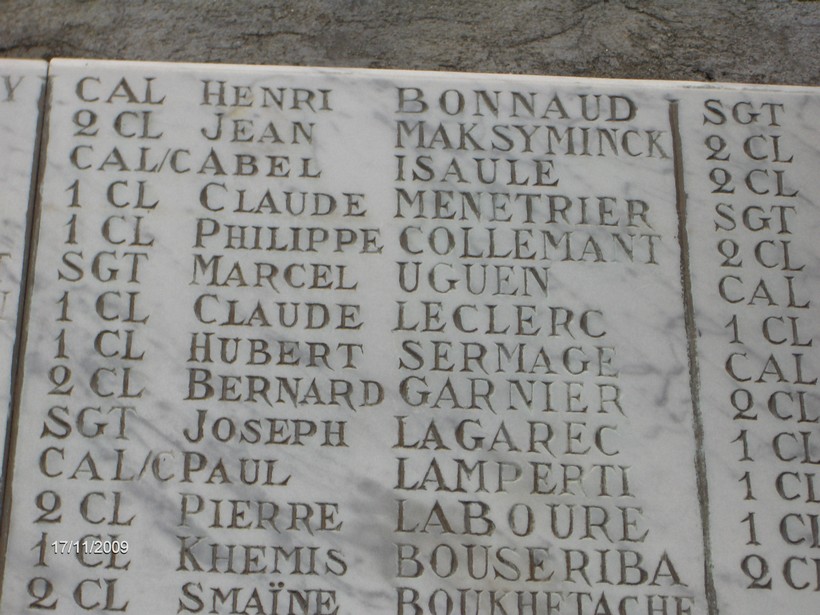 Y
CAL HENRI BONNAUD
2 CL JEAN MAKSYMINCK
CAL/C ABEL ISAULE
1 CL CLAUDE MENETRIER
1 CL PHILIPPE COLLEMANT
SGT MARCEL UGUEN
1 CL CLAUDE LECLERC
1 CL HUBERT SERMAGE
2 CL BERNARD GARNIER
SGT JOSEPH LAGAREC
CAL/C PAUL LAMPERTI
2 CL PIERRE LABOURE
1 CL KHEMIS BOUSERIBA
2 CL SMAÏNE BOUKHETACHE
SGT
2 CL
2 CL
SGT
2 CL
CAL
1 CL
CAL
2 CL
1 CL
1 CL
1 CL
2 CL
17/11/2009